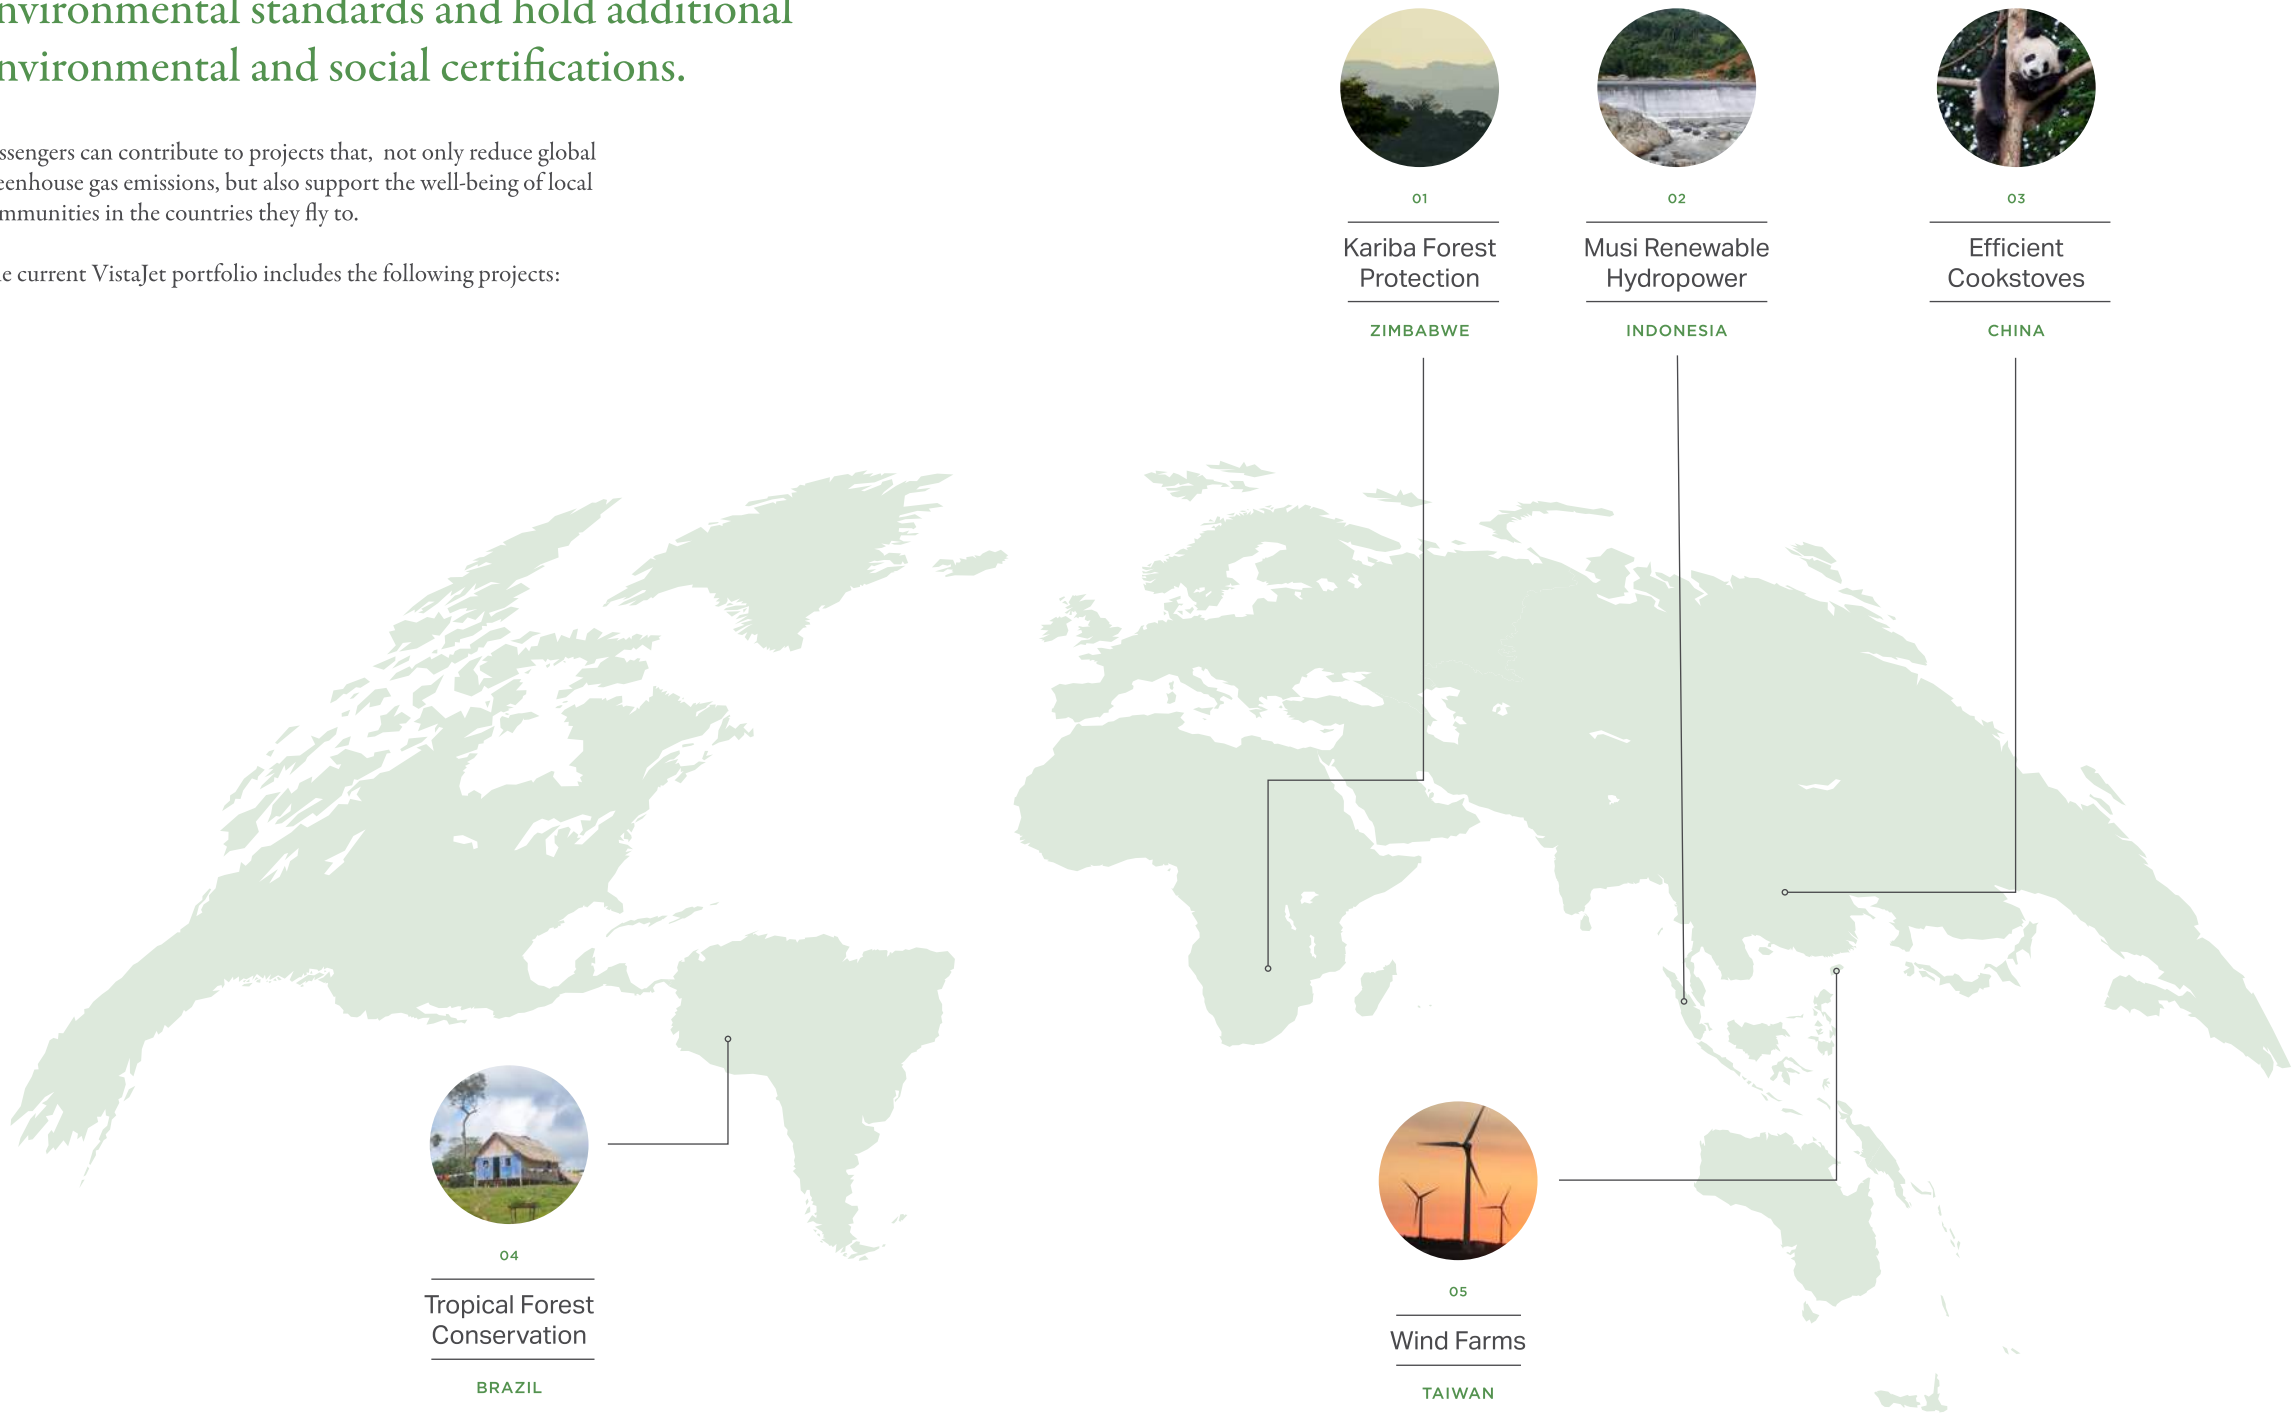 nvironmental standards and hold additional
nvironmental and social certifications.
ssengers can contribute to projects that, not only reduce global
eenhouse gas emissions, but also support the well-being of local
mmunities in the countries they fly to.
e current VistaJet portfolio includes the following projects:
01
Kariba Forest
Protection
ZIMBABWE
02
Musi Renewable
Hydropower
INDONESIA
03
Efficient
Cookstoves
CHINA
04
Tropical Forest
Conservation
BRAZIL
05
Wind Farms
TAIWAN